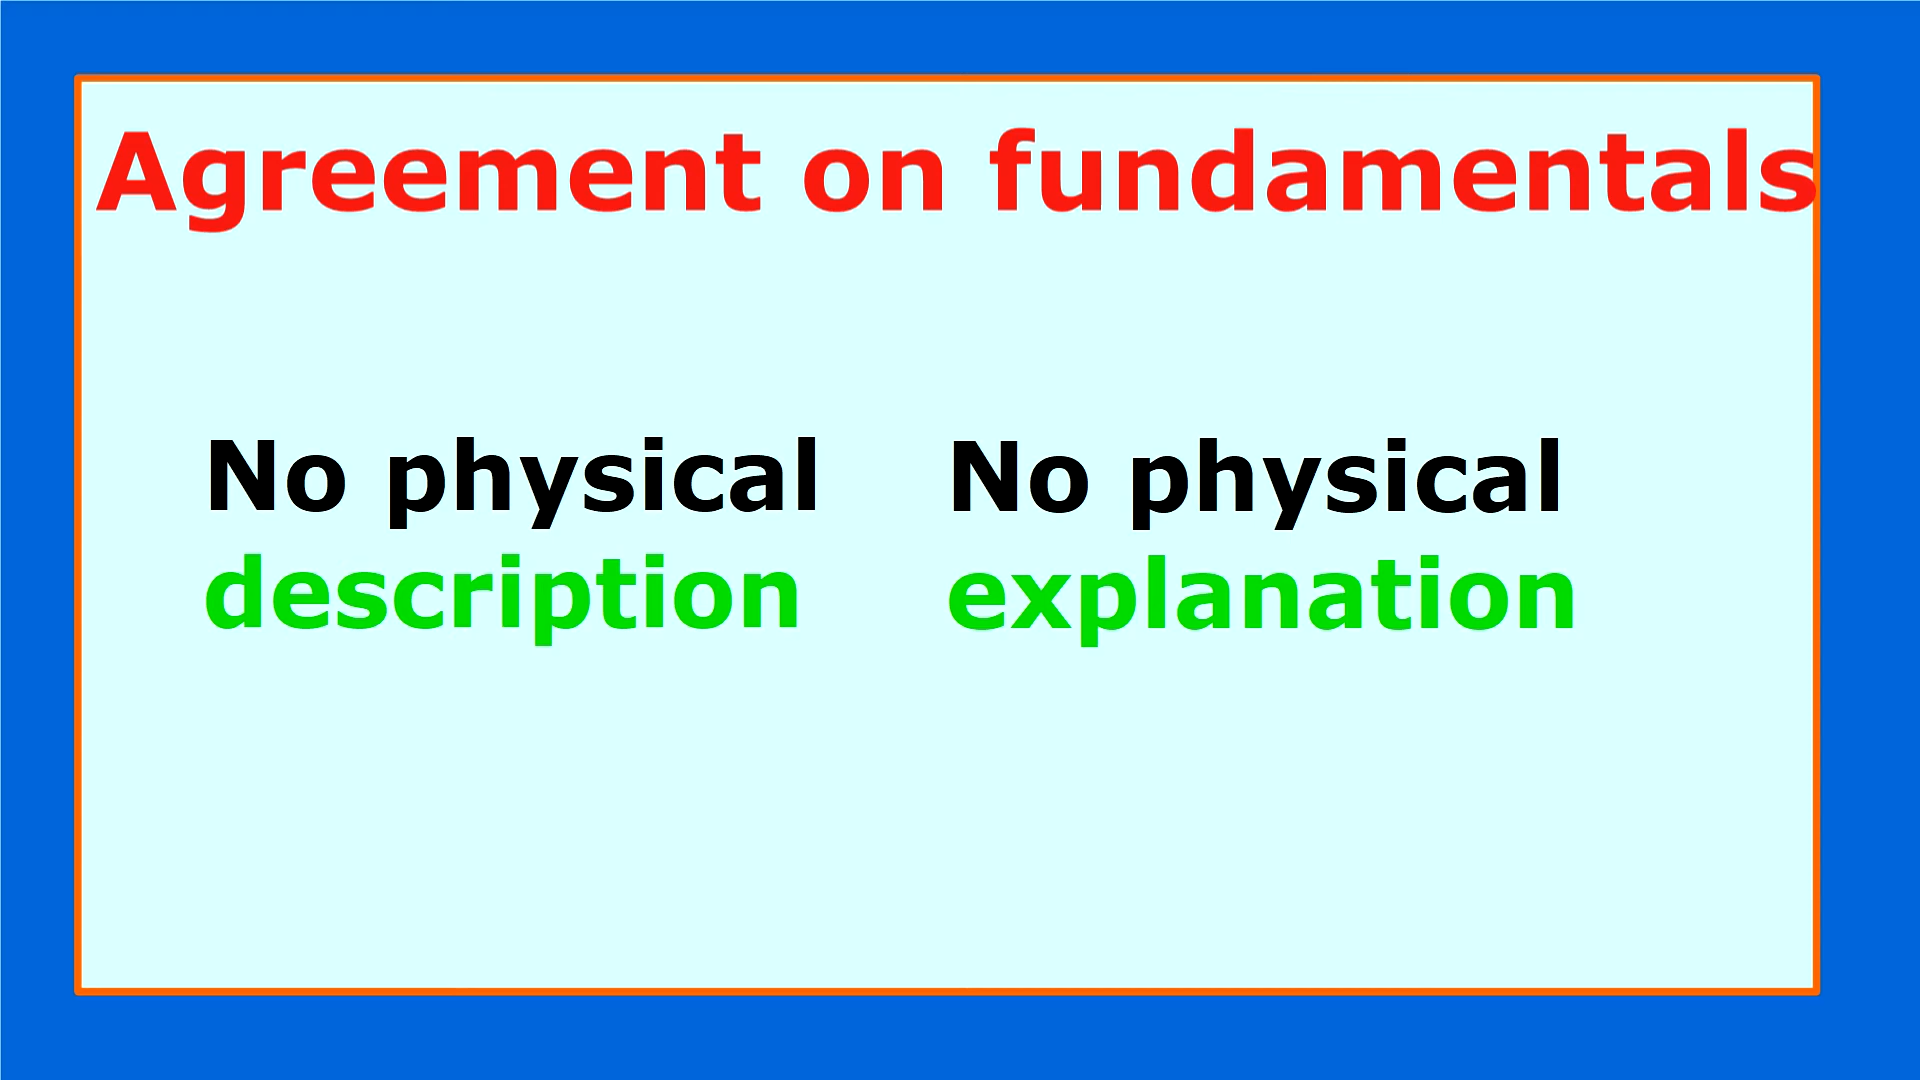 Agreement on fundamentals
No physical
description
No physical
explanation